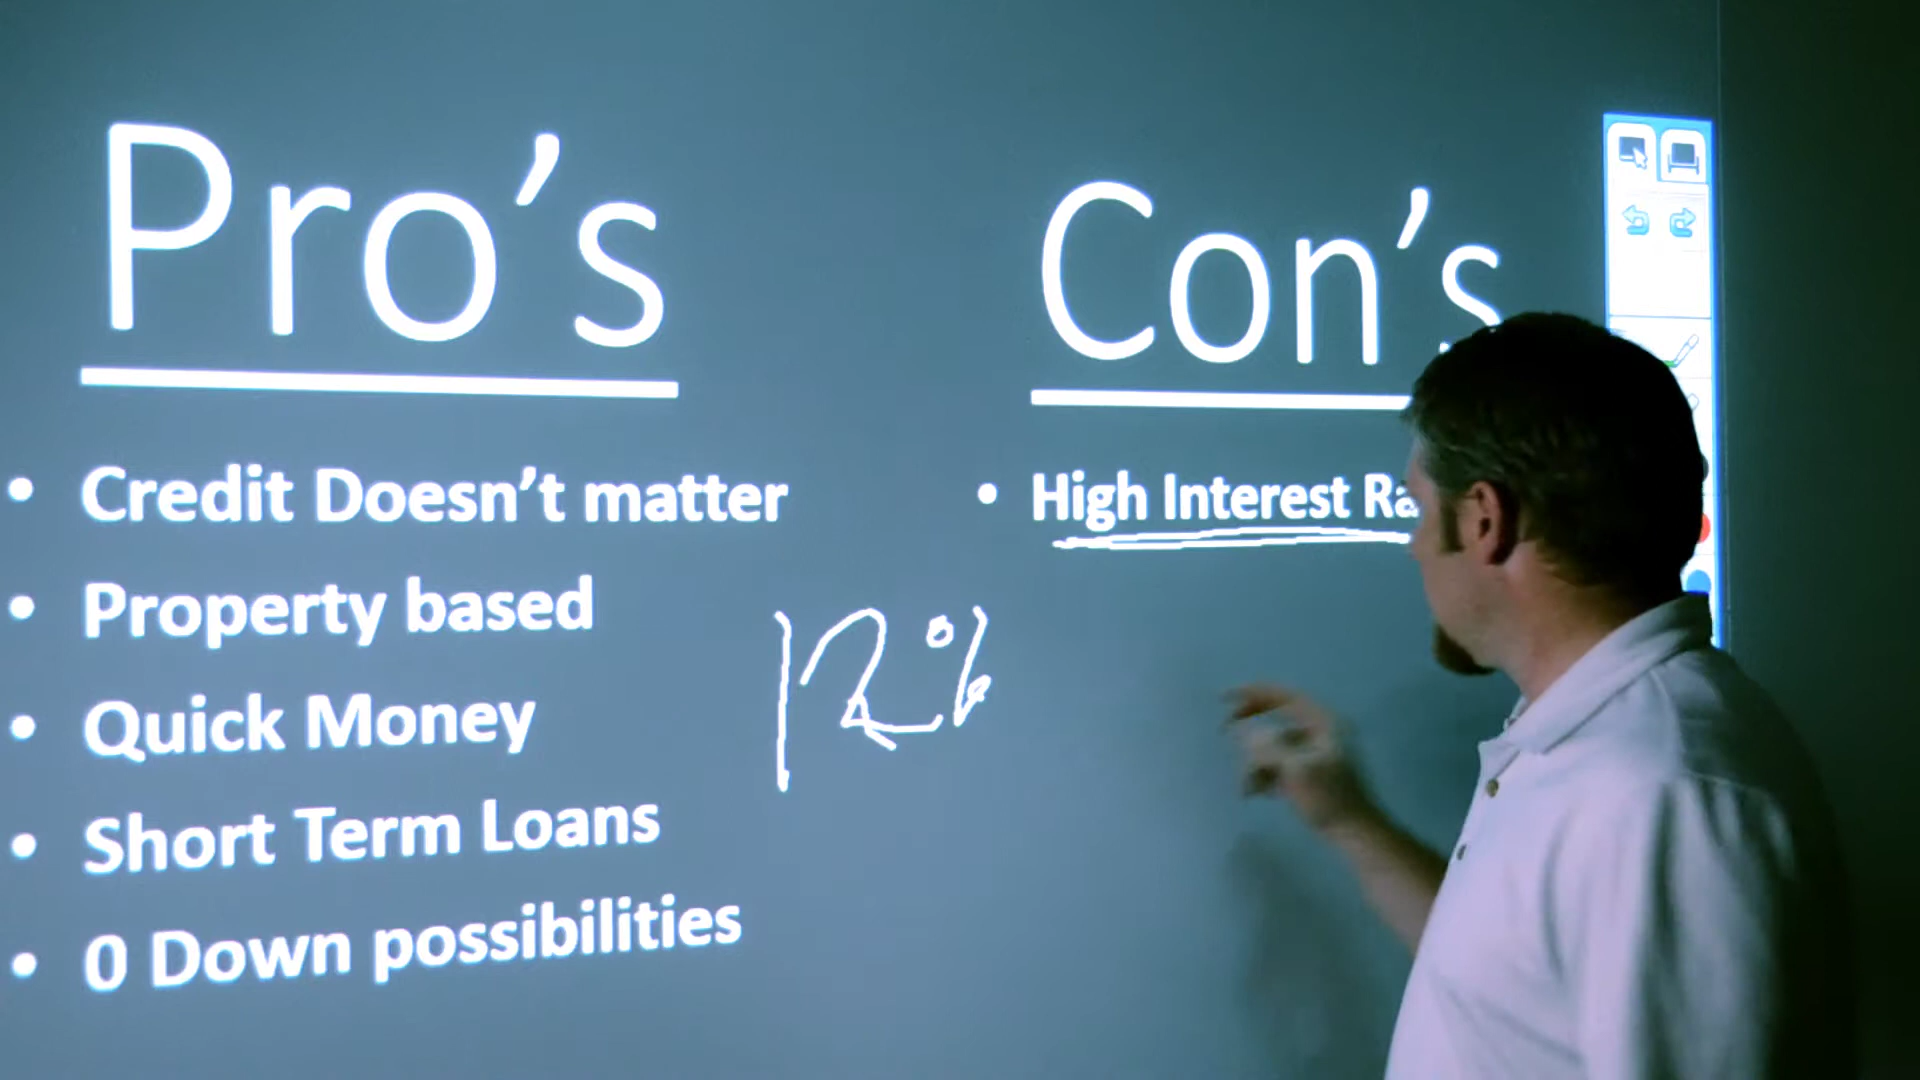 Pro's
• Credit Doesn't matter
• Property based
• Quick Money
• Short Term Loans
• 0 Down possibilities
12%
Con's
• High Interest Ra